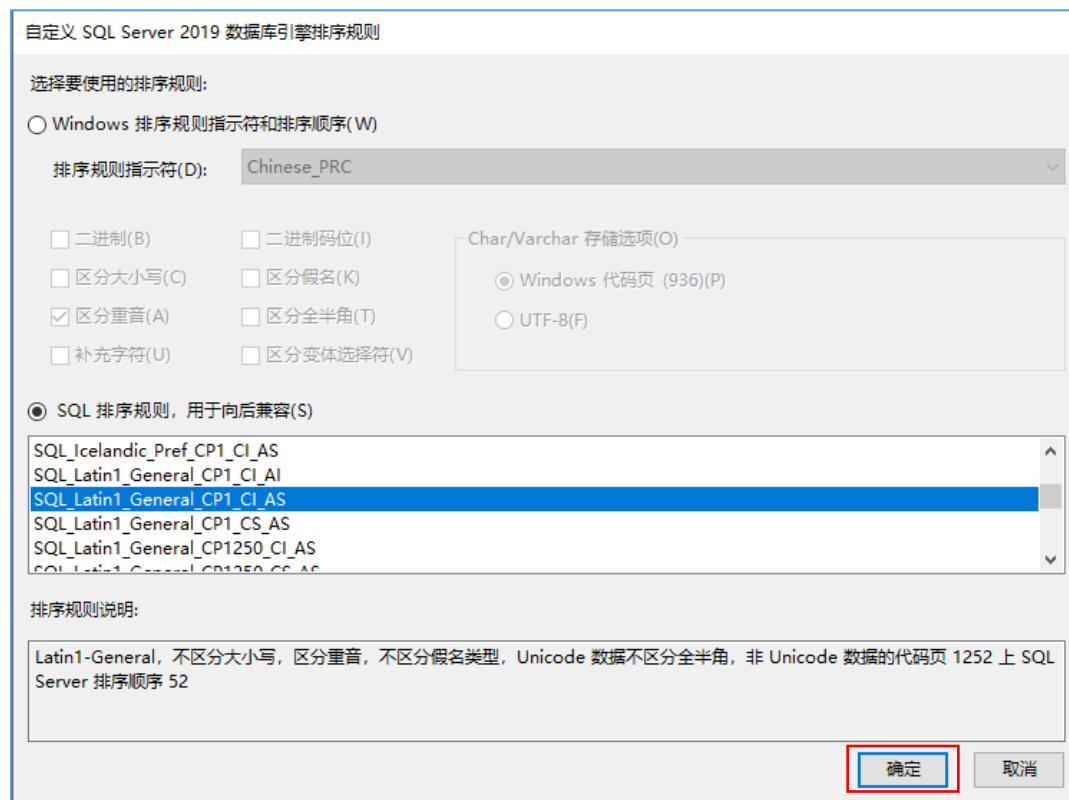 自定义 SQL Server 2019 数据库引擎排序规则
选择要使用的排序规则:
Windows 排序规则指示符和排序顺序(W)
排序规则指示符(D):
Chinese_PRC
二进制(B)
二进制码位(I)
Char/Varchar 存储选项(O)
区分大小写(C)
区分假名(K)
Windows 代码页 (936)(P)
区分重音(A)
区分全半角(T)
UTF-8(F)
补充字符(U)
区分变体选择符(V)
SQL 排序规则，用于向后兼容(S)
SQL_Icelandic_Pref_CP1_CI_AS
SQL_Latin1_General_CP1_CI_AI
SQL_Latin1_General_CP1_CI_AS
SQL_Latin1_General_CP1_CS_AS
SQL_Latin1_General_CP1250_CI_AS
SQL_Latin1_General_CP1250_CS_AS
排序规则说明:
Latin1-General，不区分大小写，区分重音，不区分假名类型，Unicode 数据不区分全半角，非 Unicode 数据的代码页 1252 上 SQL
Server 排序顺序 52
确定
取消